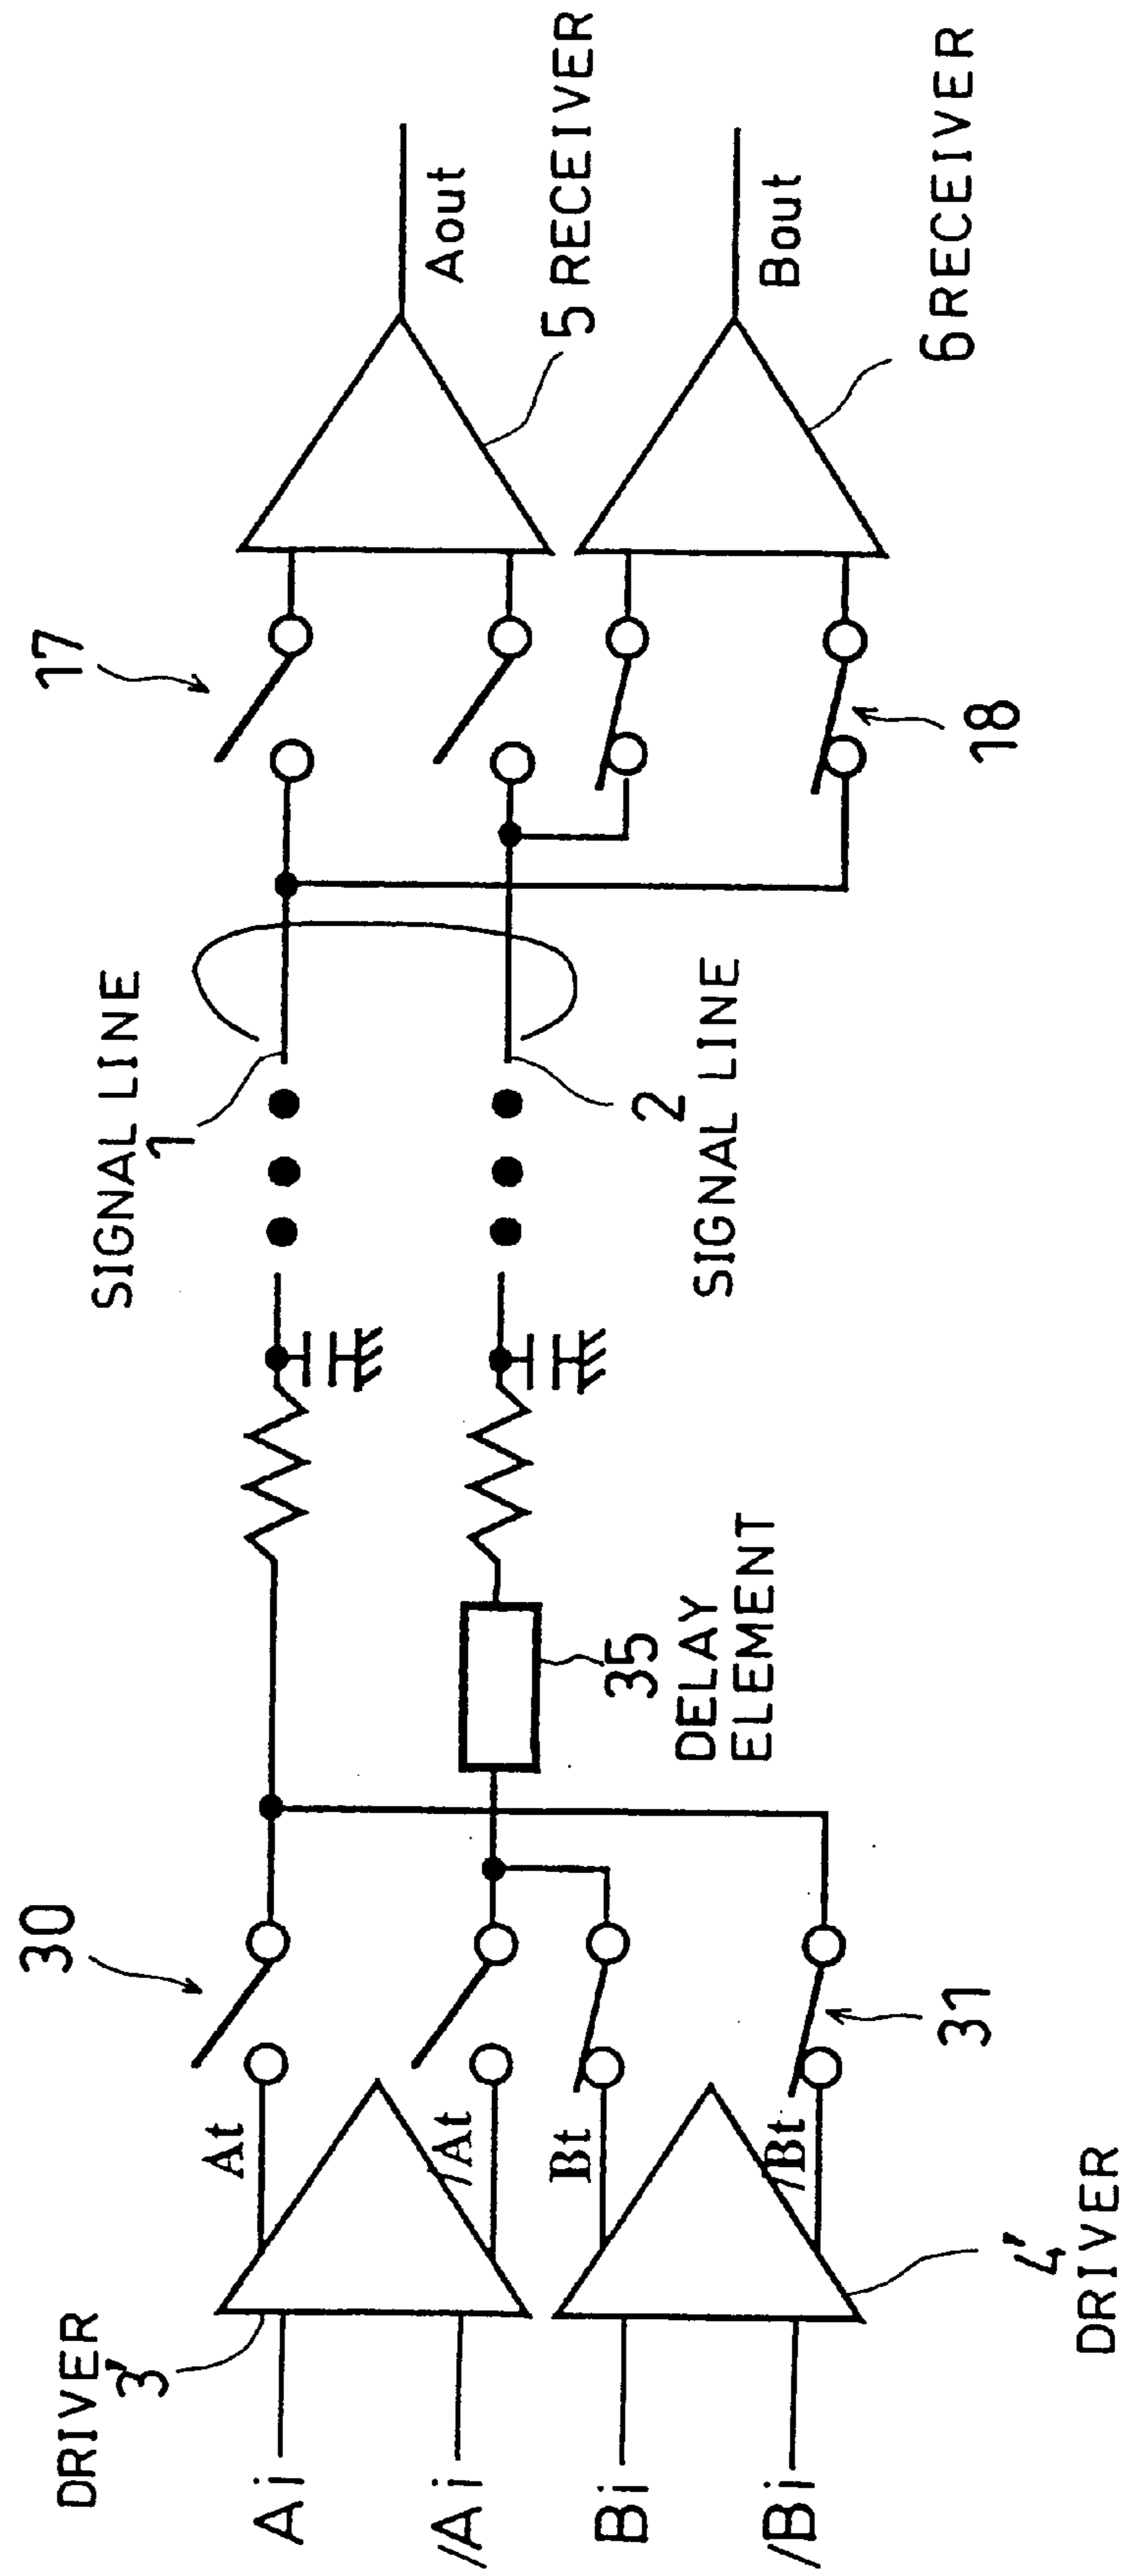 DRIVER
3'
Ai
/Ai
Bi
/Bi
4'
DRIVER
At
/At
Bt
/Bt
30
31
35
DELAY
ELEMENT
SIGNAL LINE
1
2
SIGNAL LINE
17
18
5 RECEIVER
Aout
6 RECEIVER
Bout